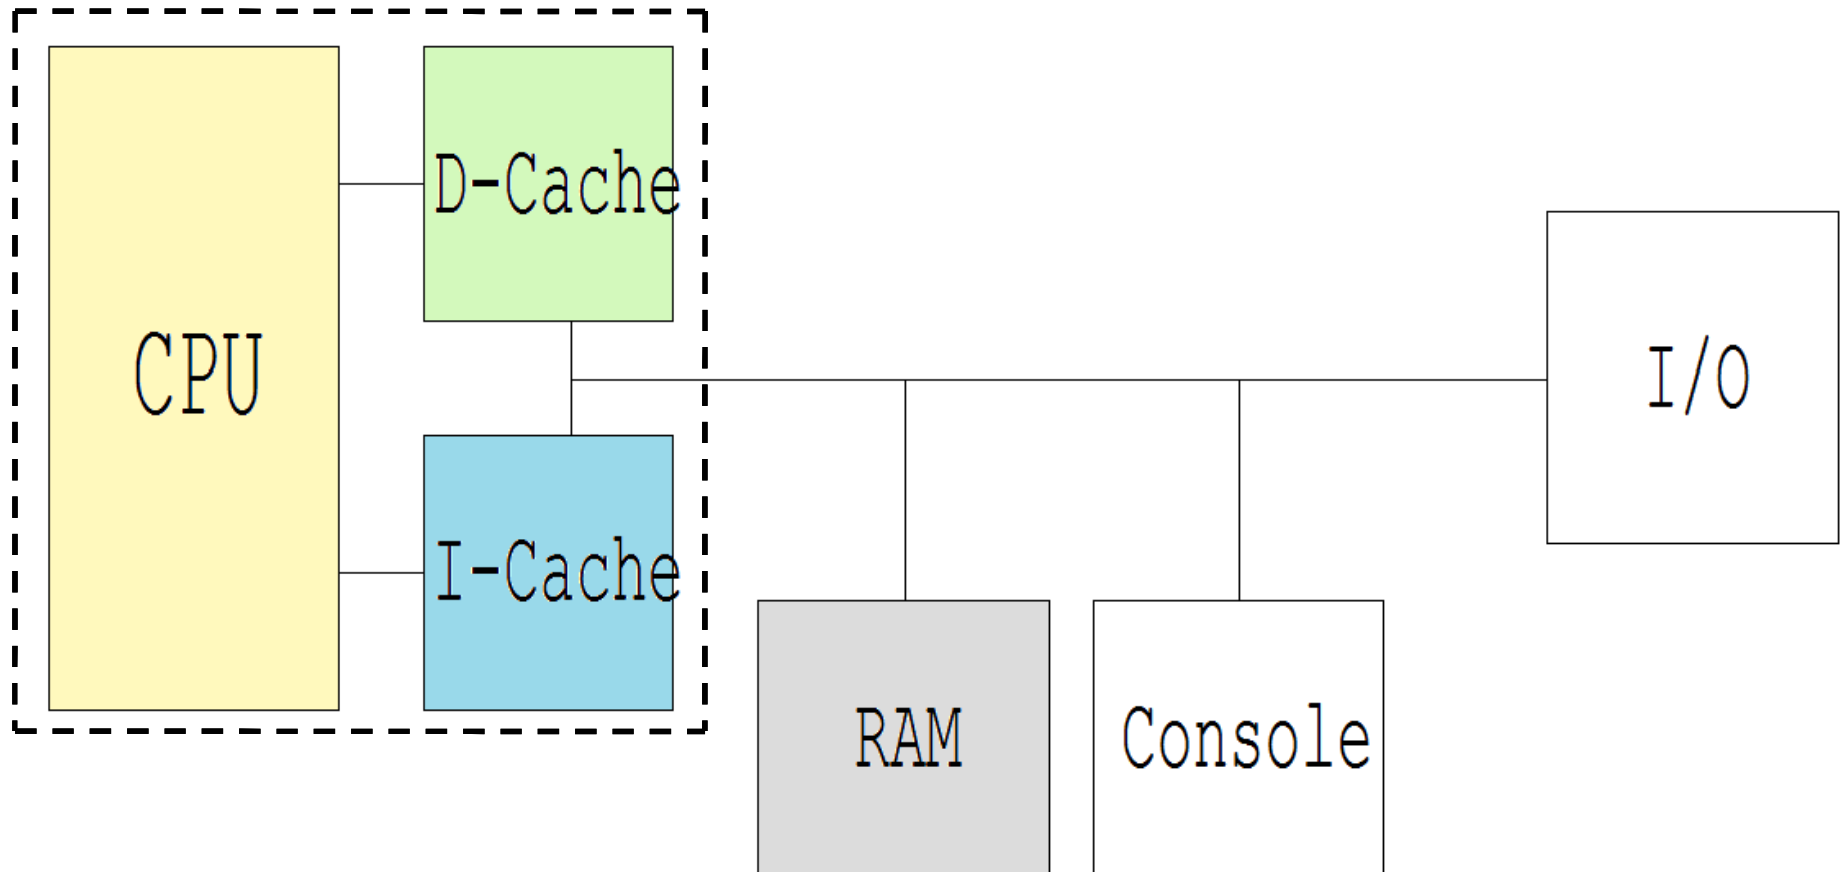 D-Cache
CPU
I/O
I-Cache
RAM
Console